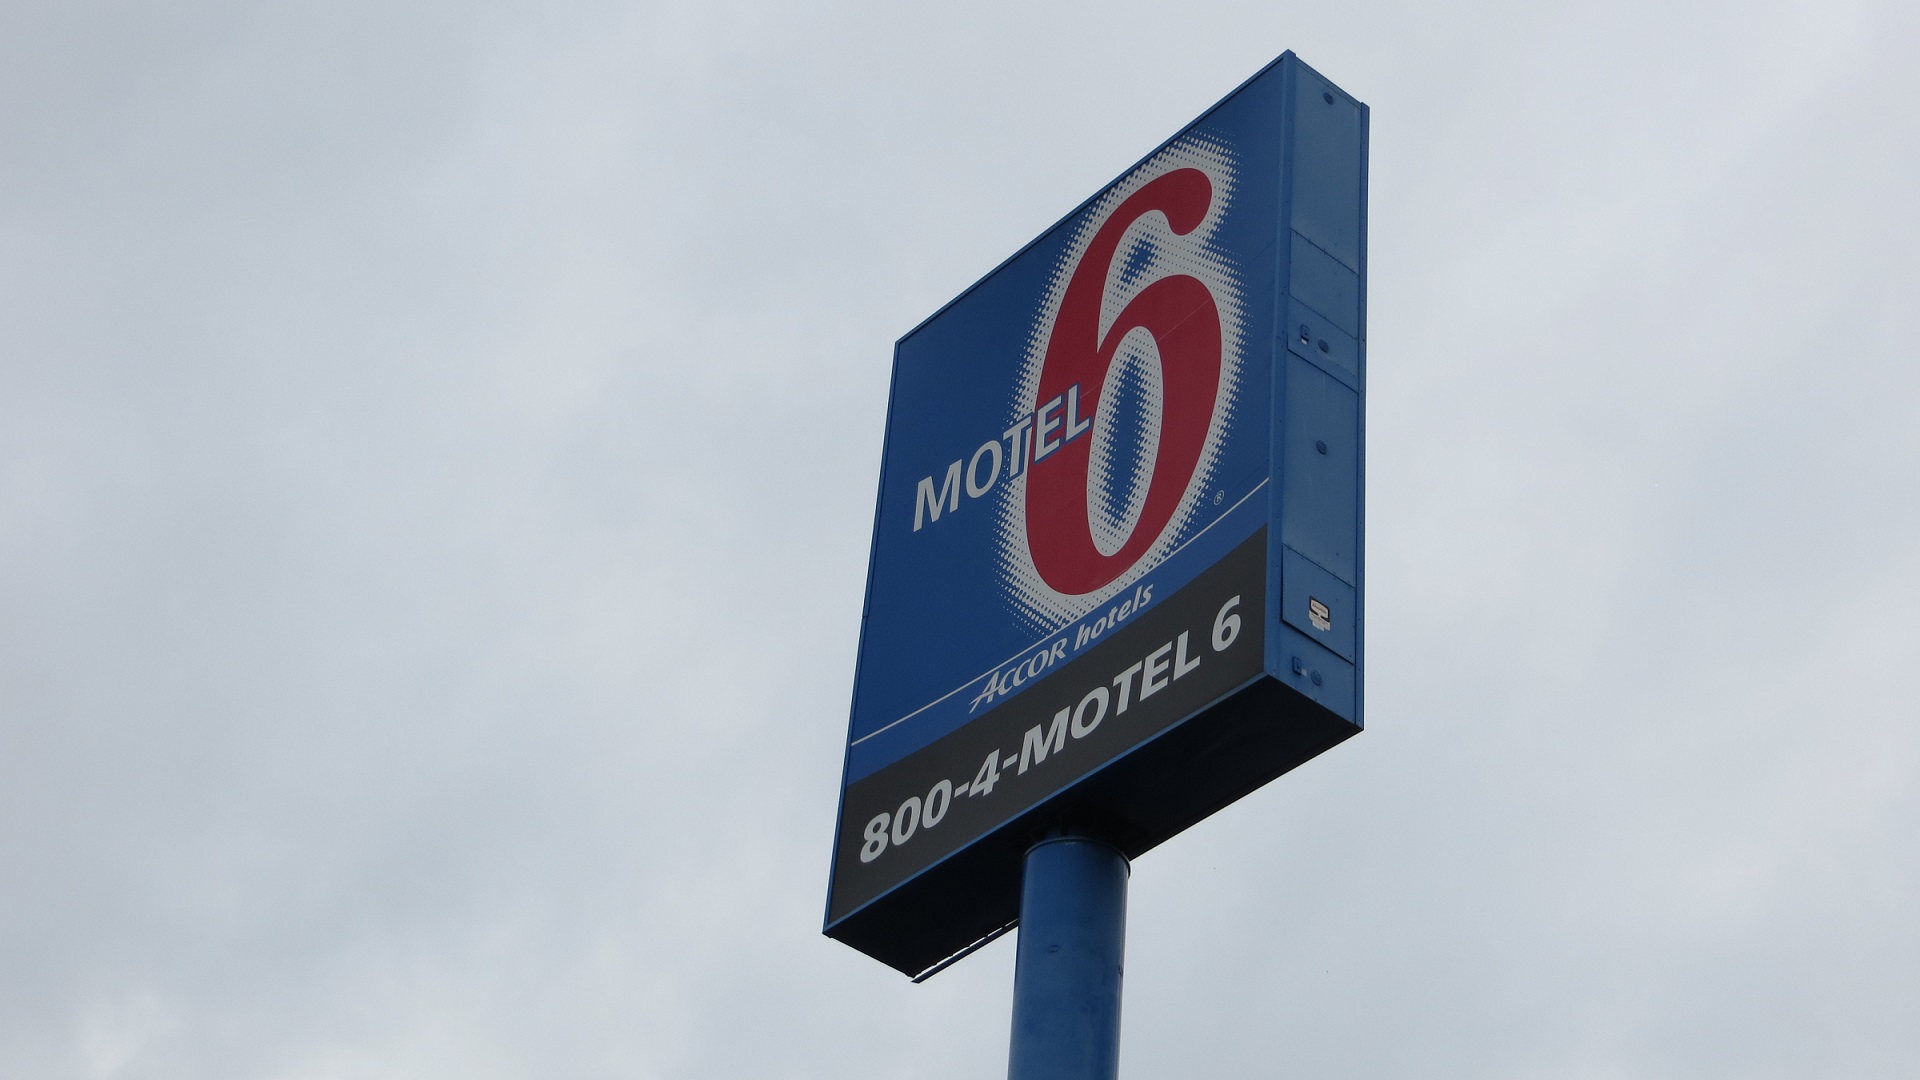 MOTEL 6 ®
ACCOR hotels
800-4-MOTEL 6